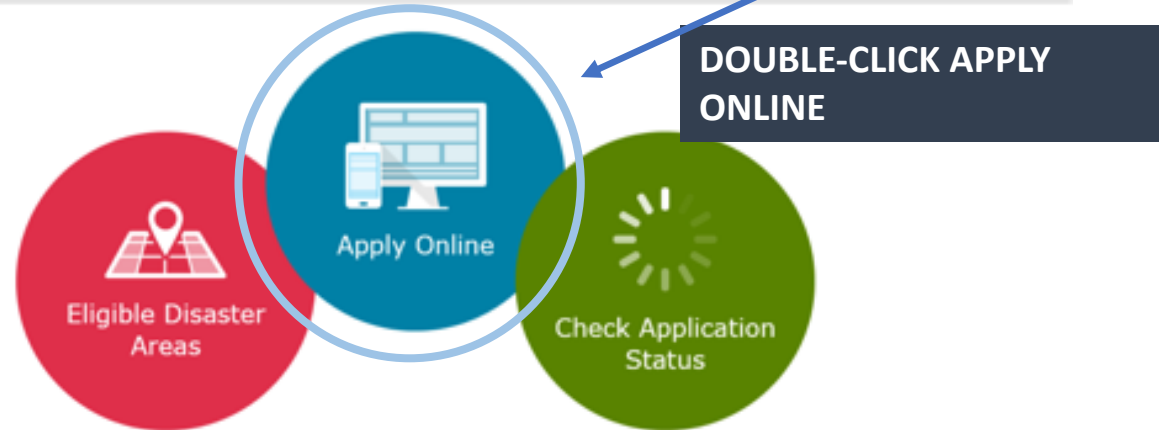 DOUBLE-CLICK APPLY
ONLINE
Apply Online
Eligible Disaster
Areas
Check Application
Status